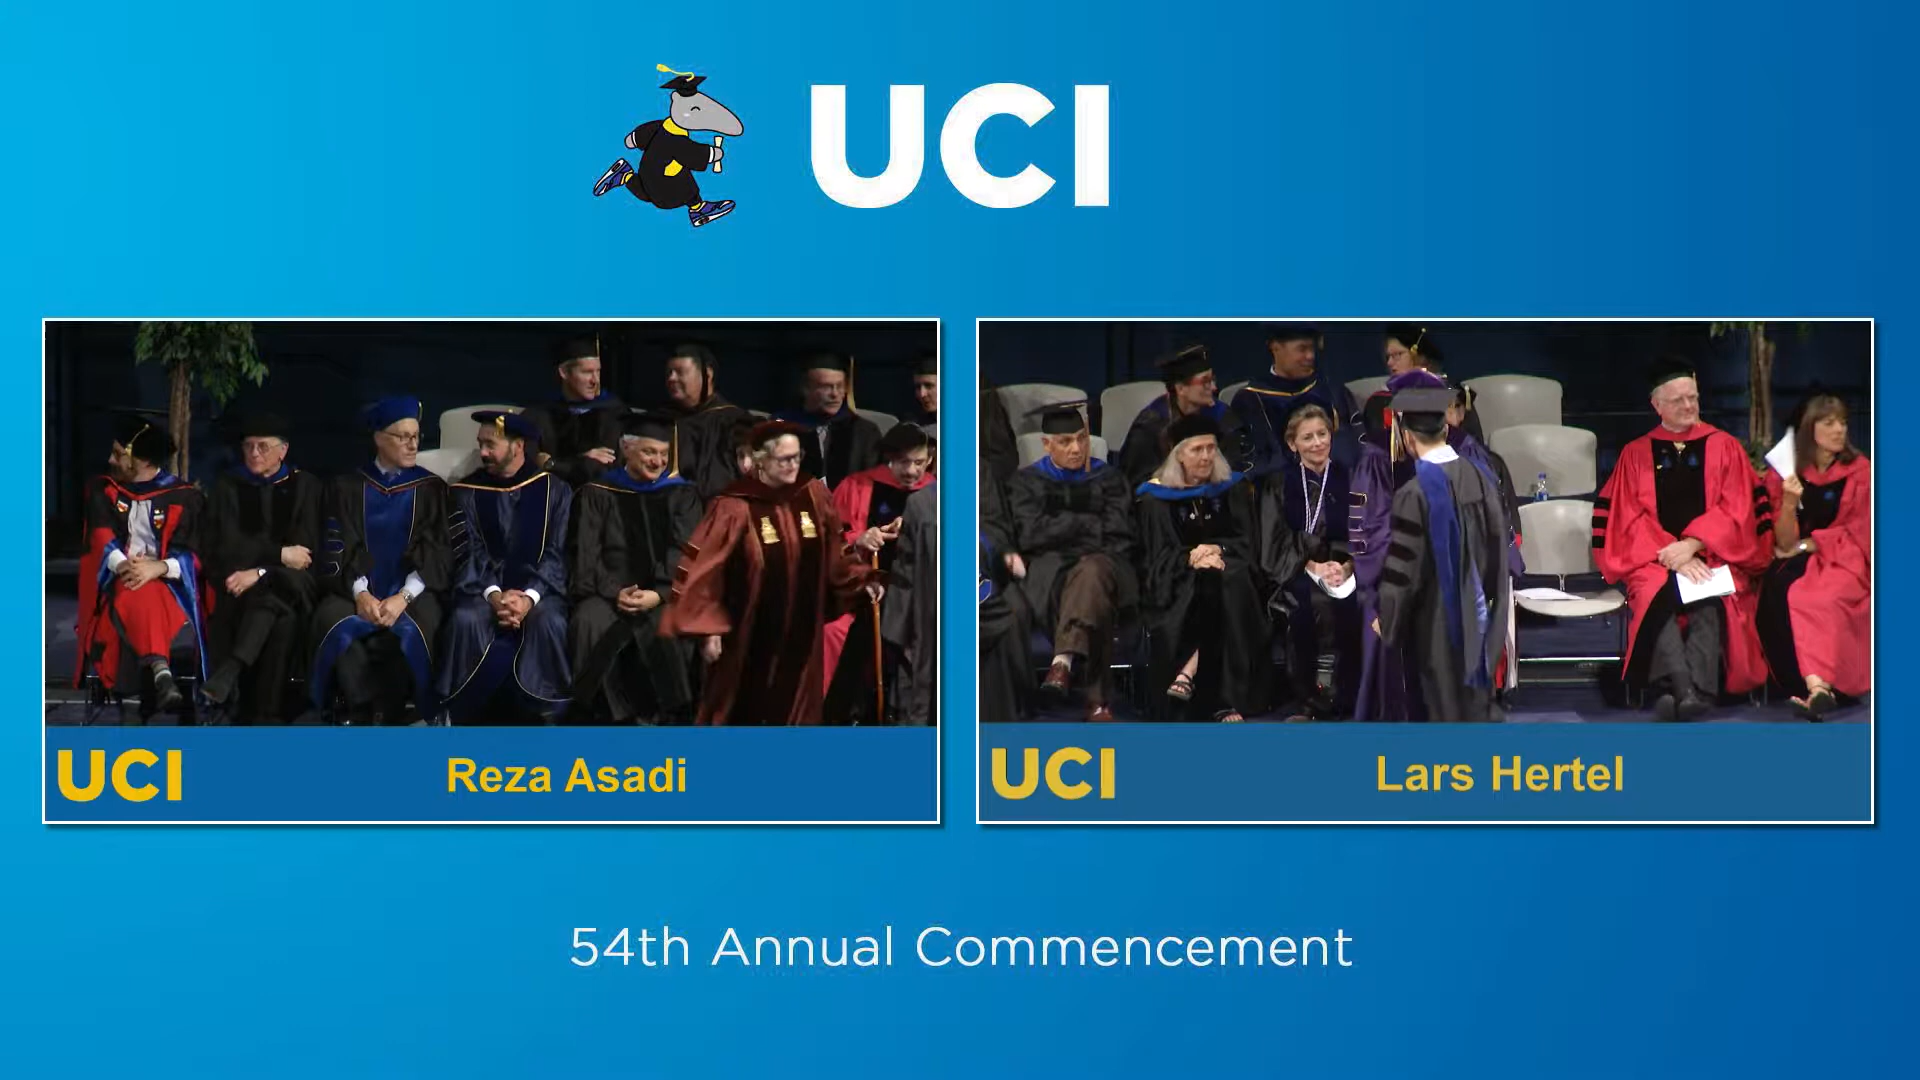 UCI
UCI
Reza Asadi
UCI
Lars Hertel
54th Annual Commencement